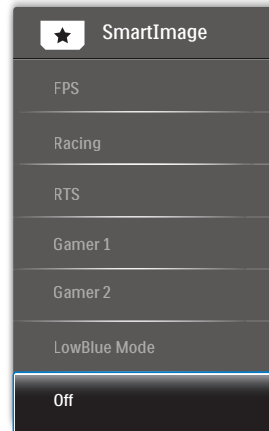 SmartImage
FPS
Racing
RTS
Gamer 1
Gamer 2
LowBlue Mode
Off